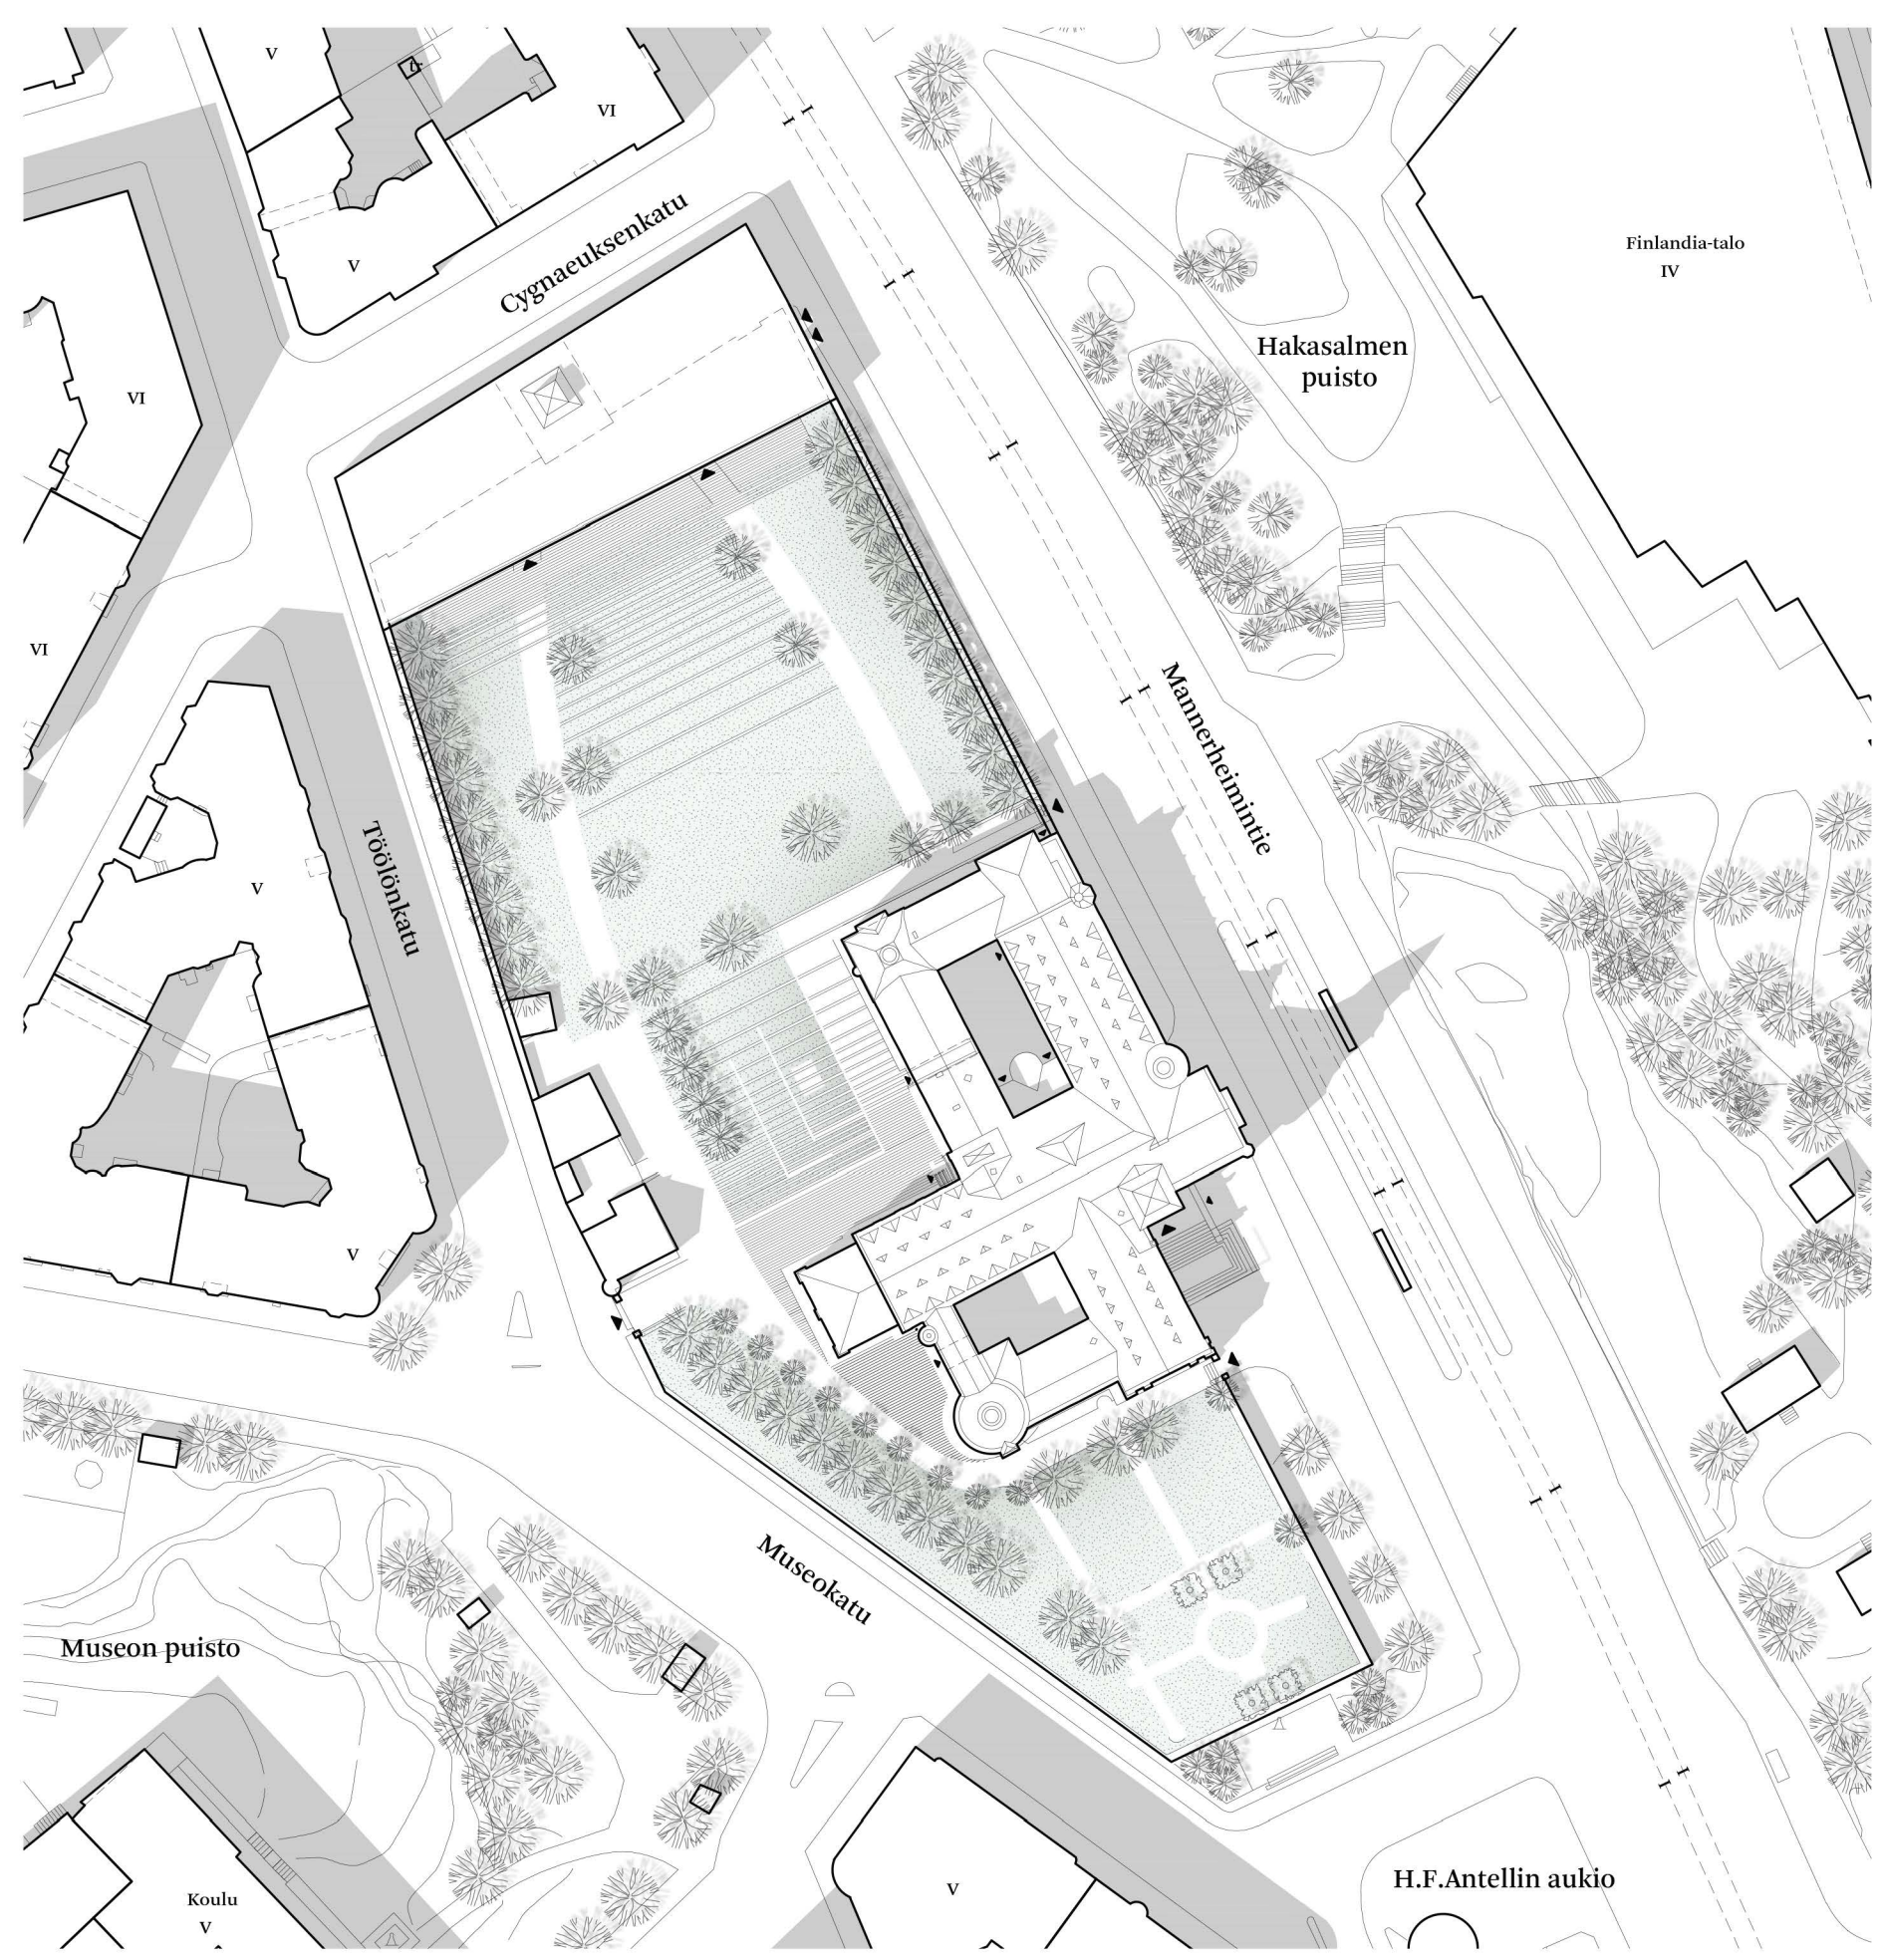 V
VI
V
Cygnaeuksenkatu
Finlandia-talo
IV
Hakasalmen
puisto
VI
VI
Mannerheimintie
Töölönkatu
V
V
Museokatu
Museon puisto
Koulu
V
V
H.F.Antellin aukio